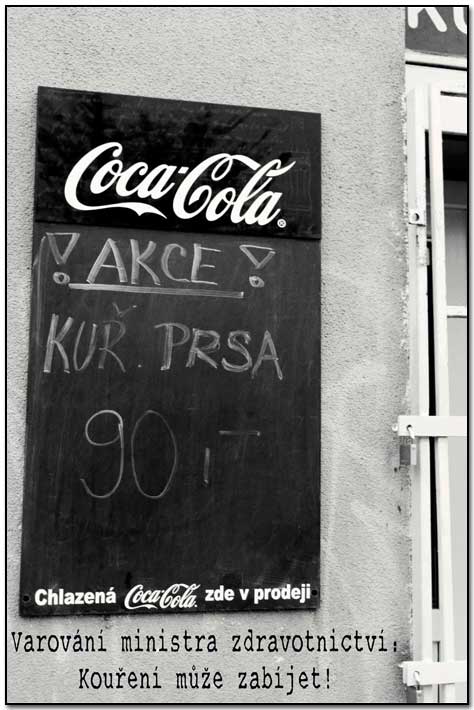 Coca-Cola
! AKCE !
KUŘ. PRSA
90,-
Chlazená Coca-Cola zde v prodeji
Varování ministra zdravotnictví:
Kouření může zabíjet!